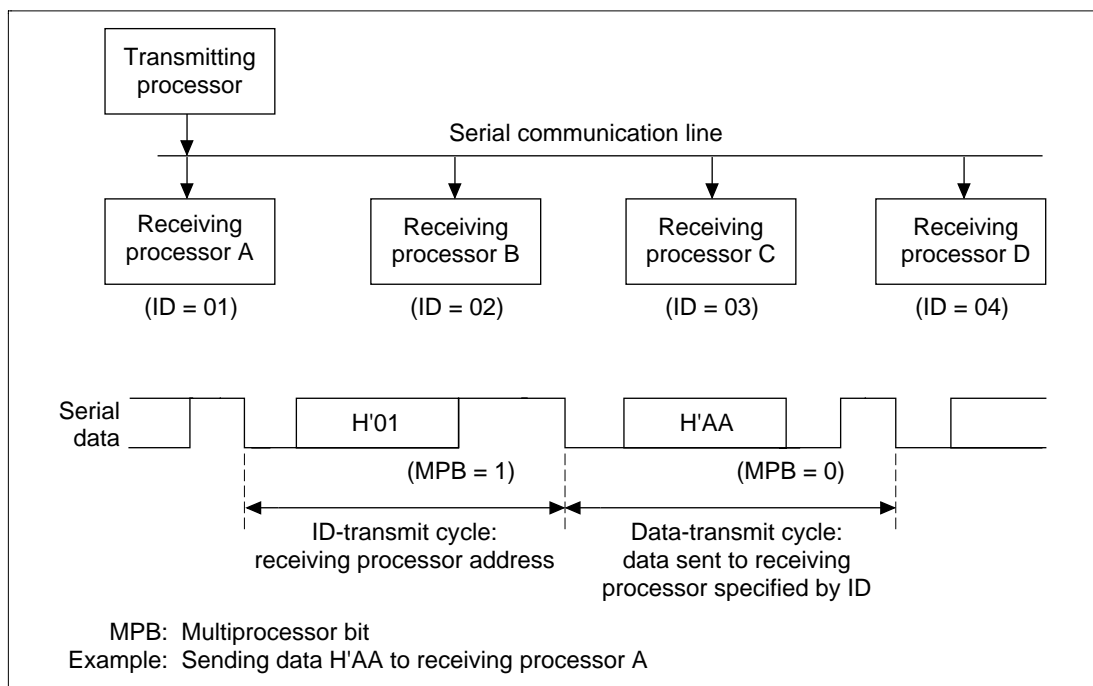 Transmitting
processor
Serial communication line
Receiving
processor A
Receiving
processor B
Receiving
processor C
Receiving
processor D
(ID = 01)
(ID = 02)
(ID = 03)
(ID = 04)
Serial
data
H'01
H'AA
(MPB = 1)
(MPB = 0)
ID-transmit cycle:
receiving processor address
Data-transmit cycle:
data sent to receiving
processor specified by ID
MPB: Multiprocessor bit
Example: Sending data H'AA to receiving processor A